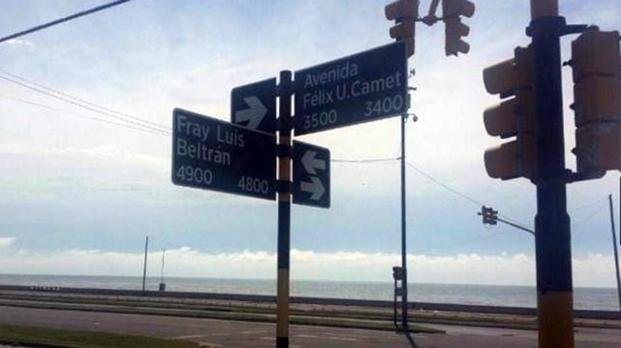 Avenida
Félix U. Camet
3500 3400
Fray Luis
Beltrán
4900 4800